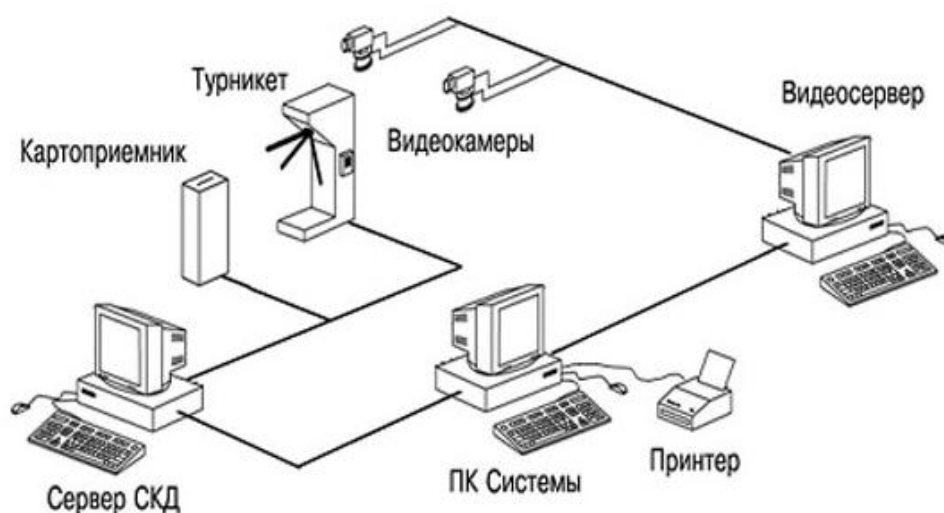 Турникет
Видеокамеры
Видеосервер
Картоприемник
Сервер СКД
ПК Системы
Принтер